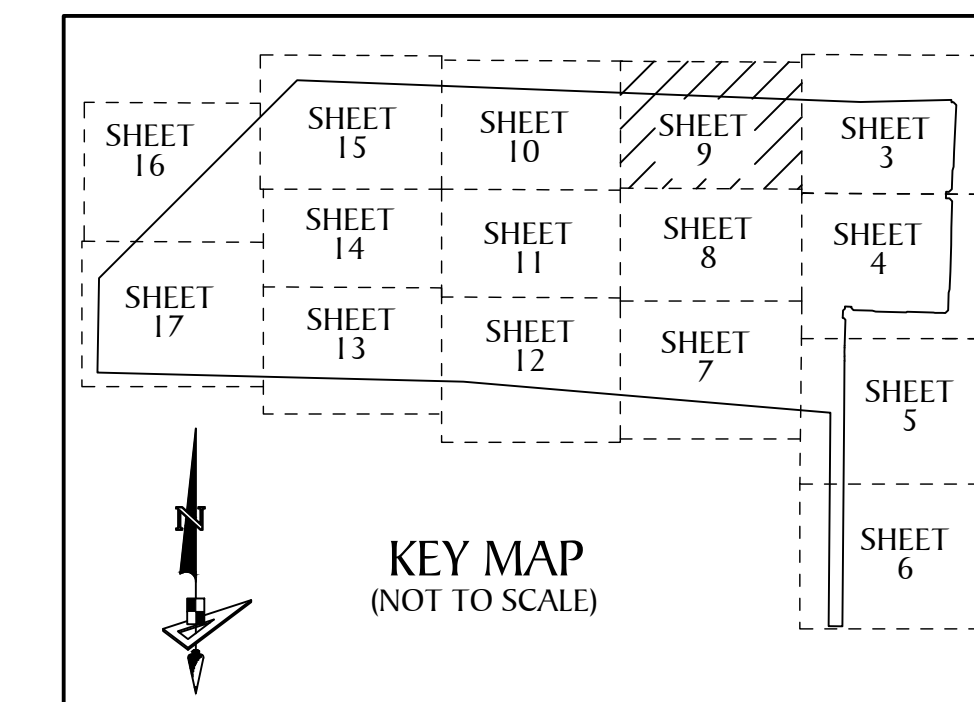 SHEET
16
SHEET
15
SHEET
10
SHEET
9
SHEET
3
SHEET
14
SHEET
11
SHEET
8
SHEET
4
SHEET
17
SHEET
13
SHEET
12
SHEET
7
SHEET
5
SHEET
6
N
KEY MAP
(NOT TO SCALE)